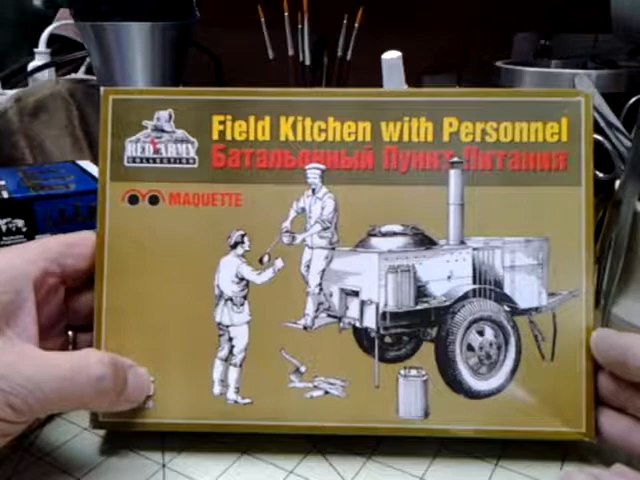 RED ARMY
COLLECTION
Field Kitchen with Personnel
Батальонный Пункт Питания
MAQUETTE